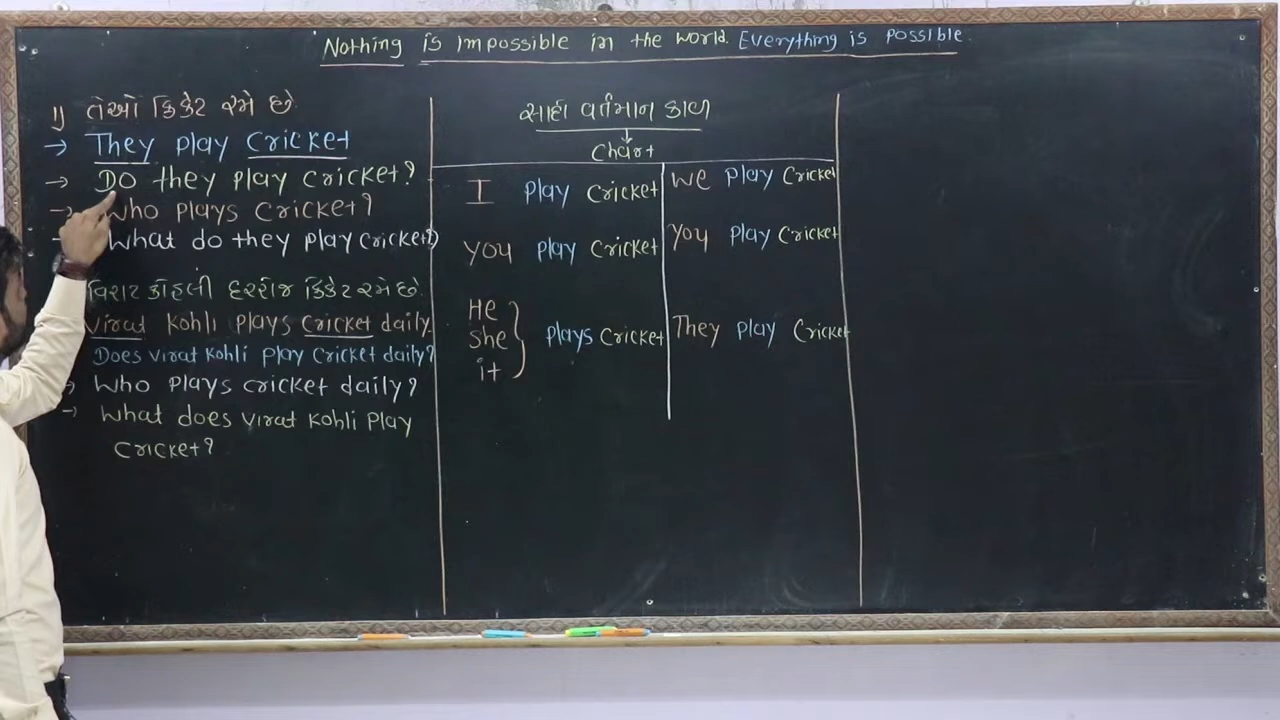 Nothing is impossible in the world. Everything is possible.
1) તેઓ ક્રિકેટ રમે છે.
→ They play Cricket
→ Do they play Cricket?
→ Who plays Cricket?
What do they play Cricket?
વિરાટ કોહલી દરરોજ ક્રિકેટ રમે છે.
Virat Kohli plays Cricket daily
Does Virat Kohli play Cricket daily?
→ Who plays cricket daily?
→ What does Virat Kohli play
Cricket?
સાદો વર્તમાન કાળ
Chart
I play Cricket
You play Cricket
He
She
it
plays Cricket
We play Cricket
You play Cricket
They play Cricket